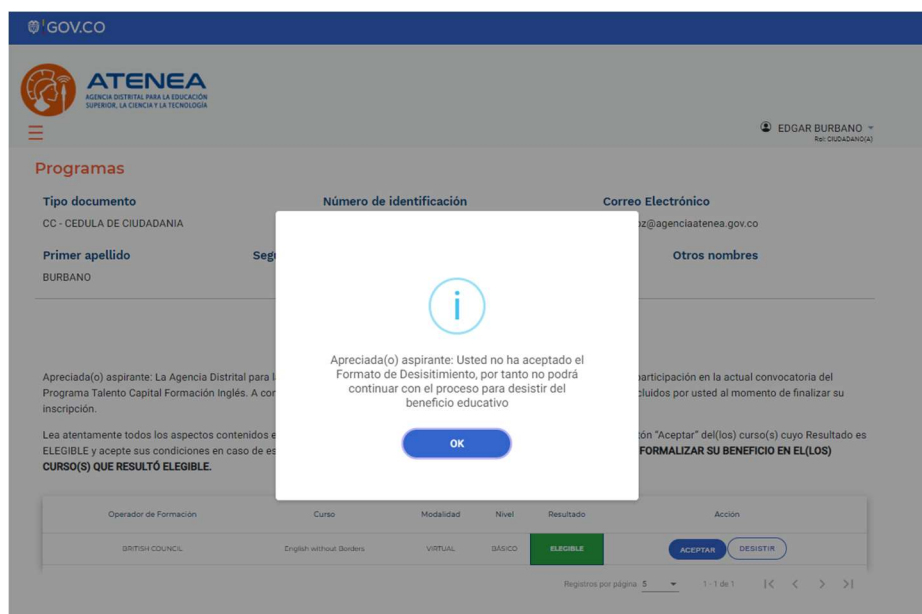 GOV.CO
ATENEA
AGENCIA DISTRITAL PARA LA EDUCACIÓN
SUPERIOR, LA CIENCIA Y LA TECNOLOGÍA
EDGAR BURBANO
Rol: CIUDADANO(A)
Programas
Tipo documento Número de identificación Correo Electrónico
CC - CEDULA DE CIUDADANIA oz@agenciaatenea.gov.co
Primer apellido Seg Otros nombres
BURBANO
i
Apreciada(o) aspirante: Usted no ha aceptado el
Formato de Desisitimiento, por tanto no podrá
continuar con el proceso para desistir del
beneficio educativo
OK
Apreciada(o) aspirante: La Agencia Distrital para l participación en la actual convocatoria del
Programa Talento Capital Formación Inglés. A con cluidos por usted al momento de finalizar su
inscripción.
Lea atentamente todos los aspectos contenidos e tón "Aceptar" del(los) curso(s) cuyo Resultado es
ELEGIBLE y acepte sus condiciones en caso de es FORMALIZAR SU BENEFICIO EN EL(LOS)
CURSO(S) QUE RESULTÓ ELEGIBLE.
Operador de Formación Curso Modalidad Nivel Resultado Acción
BRITISH COUNCIL English without Borders VIRTUAL BÁSICO ELEGIBLE ACEPTAR DESISTIR
Registros por página 5 1 - 1 de 1